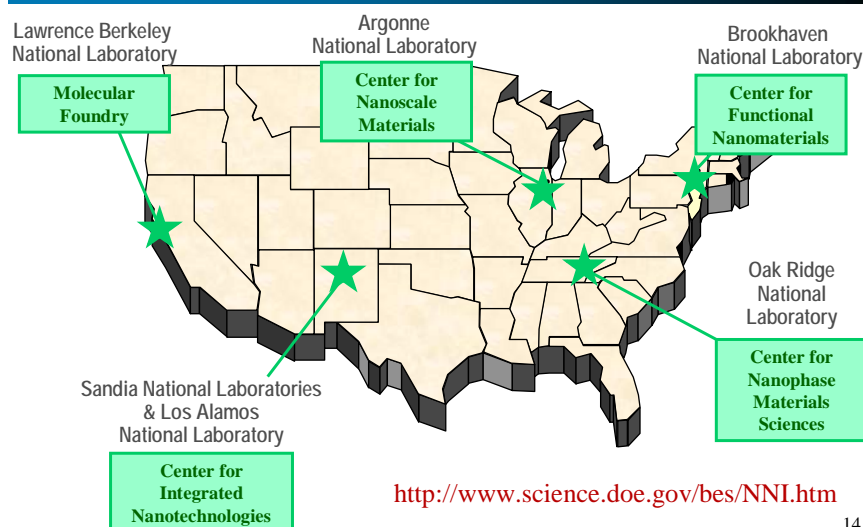 Lawrence Berkeley
National Laboratory
Molecular
Foundry
Argonne
National Laboratory
Center for
Nanoscale
Materials
Brookhaven
National Laboratory
Center for
Functional
Nanomaterials
Oak Ridge
National
Laboratory
Center for
Nanophase
Materials
Sciences
Sandia National Laboratories
& Los Alamos
National Laboratory
Center for
Integrated
Nanotechnologies
http://www.science.doe.gov/bes/NNI.htm
14